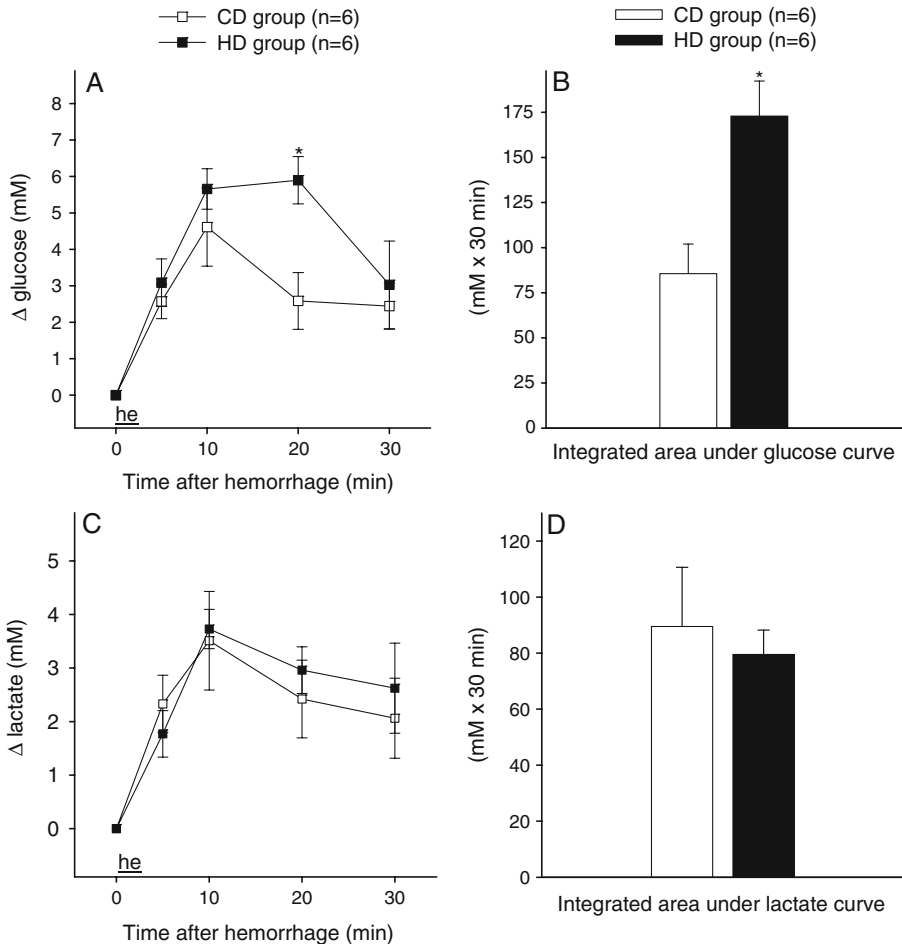 CD group (n=6)
HD group (n=6)
CD group (n=6)
HD group (n=6)
A
8
7
6
5
4
3
2
1
0
Δ glucose (mM)
*
he
0 10 20 30
Time after hemorrhage (min)
B
175
150
125
100
75
50
25
0
(mM x 30 min)
*
Integrated area under glucose curve
C
5
4
3
2
1
0
Δ lactate (mM)
he
0 10 20 30
Time after hemorrhage (min)
D
120
100
80
60
40
20
0
(mM x 30 min)
Integrated area under lactate curve